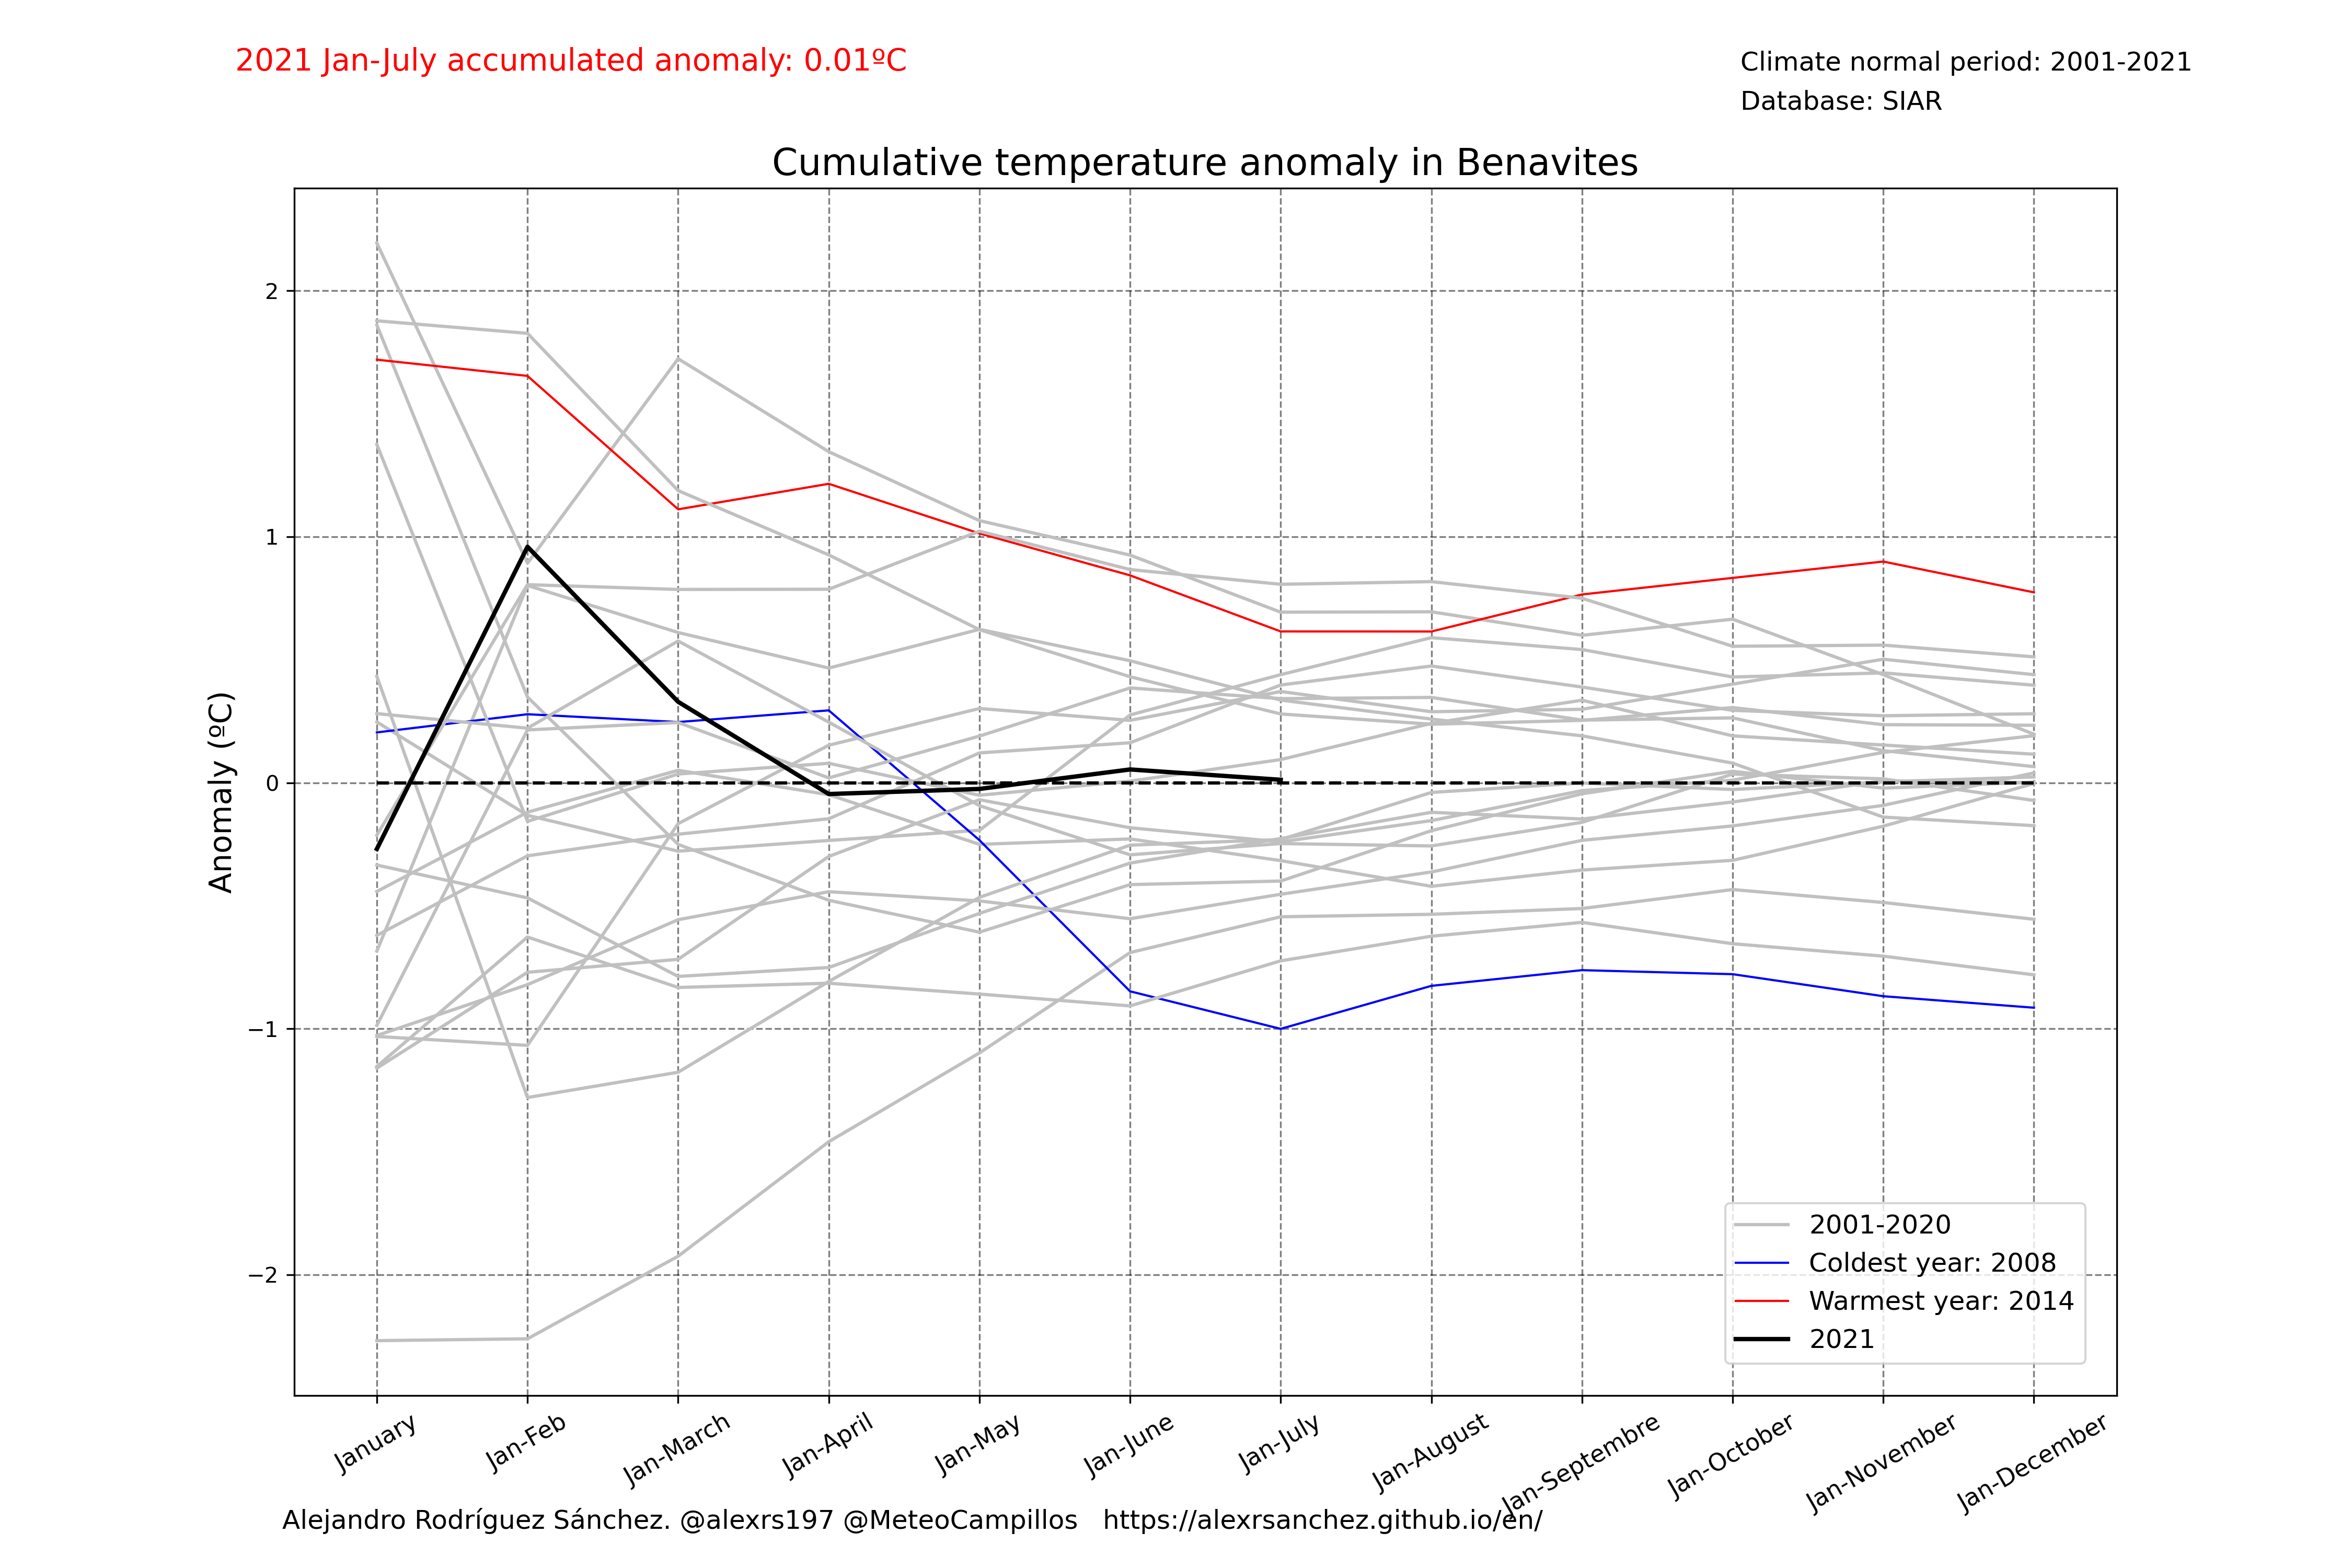 2021 Jan-July accumulated anomaly: 0.01ºC
Climate normal period: 2001-2021
Database: SIAR
Cumulative temperature anomaly in Benavites
Anomaly (ºC)
2
1
0
−1
−2
2001-2020
Coldest year: 2008
Warmest year: 2014
2021
January
Jan-Feb
Jan-March
Jan-April
Jan-May
Jan-June
Jan-July
Jan-August
Jan-Septembre
Jan-October
Jan-November
Jan-December
Alejandro Rodríguez Sánchez. @alexrs197 @MeteoCampillos https://alexrsanchez.github.io/en/